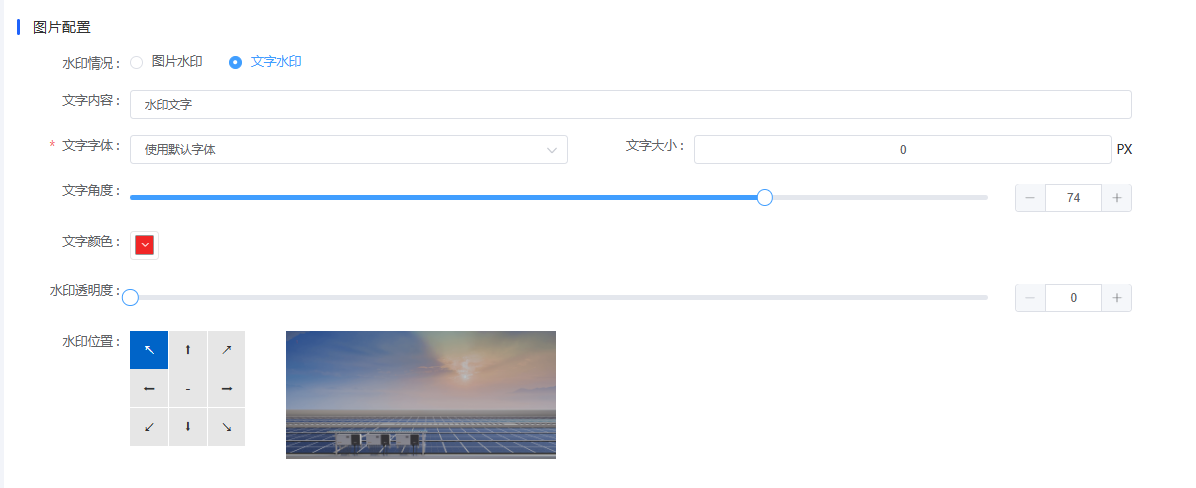 图片配置
水印情况： 图片水印 文字水印
文字内容： 水印文字
* 文字字体： 使用默认字体 文字大小： 0 PX
文字角度： 74
文字颜色：
水印透明度： 0
水印位置：